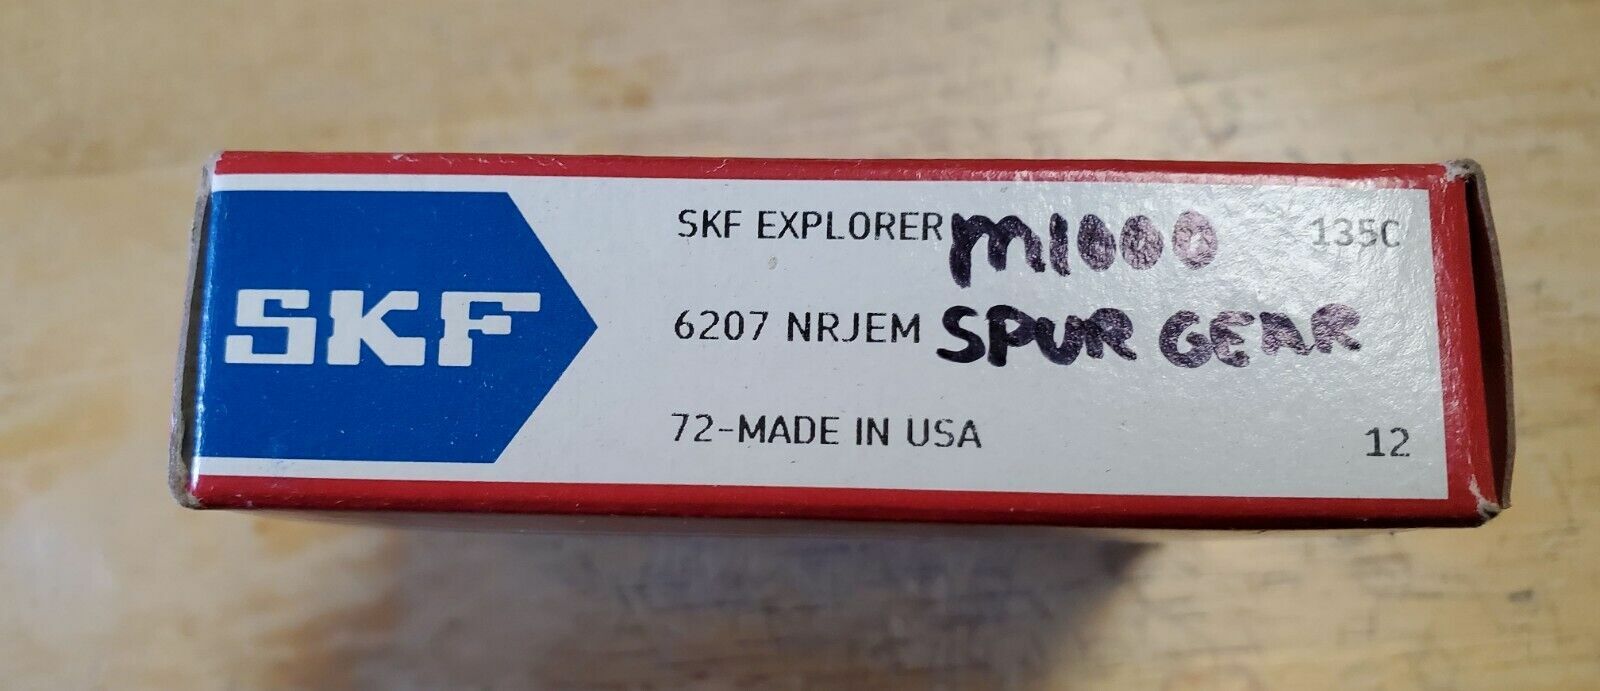 SKF
SKF EXPLORER M1000 135C
6207 NRJEM SPUR GEAR
72-MADE IN USA 12